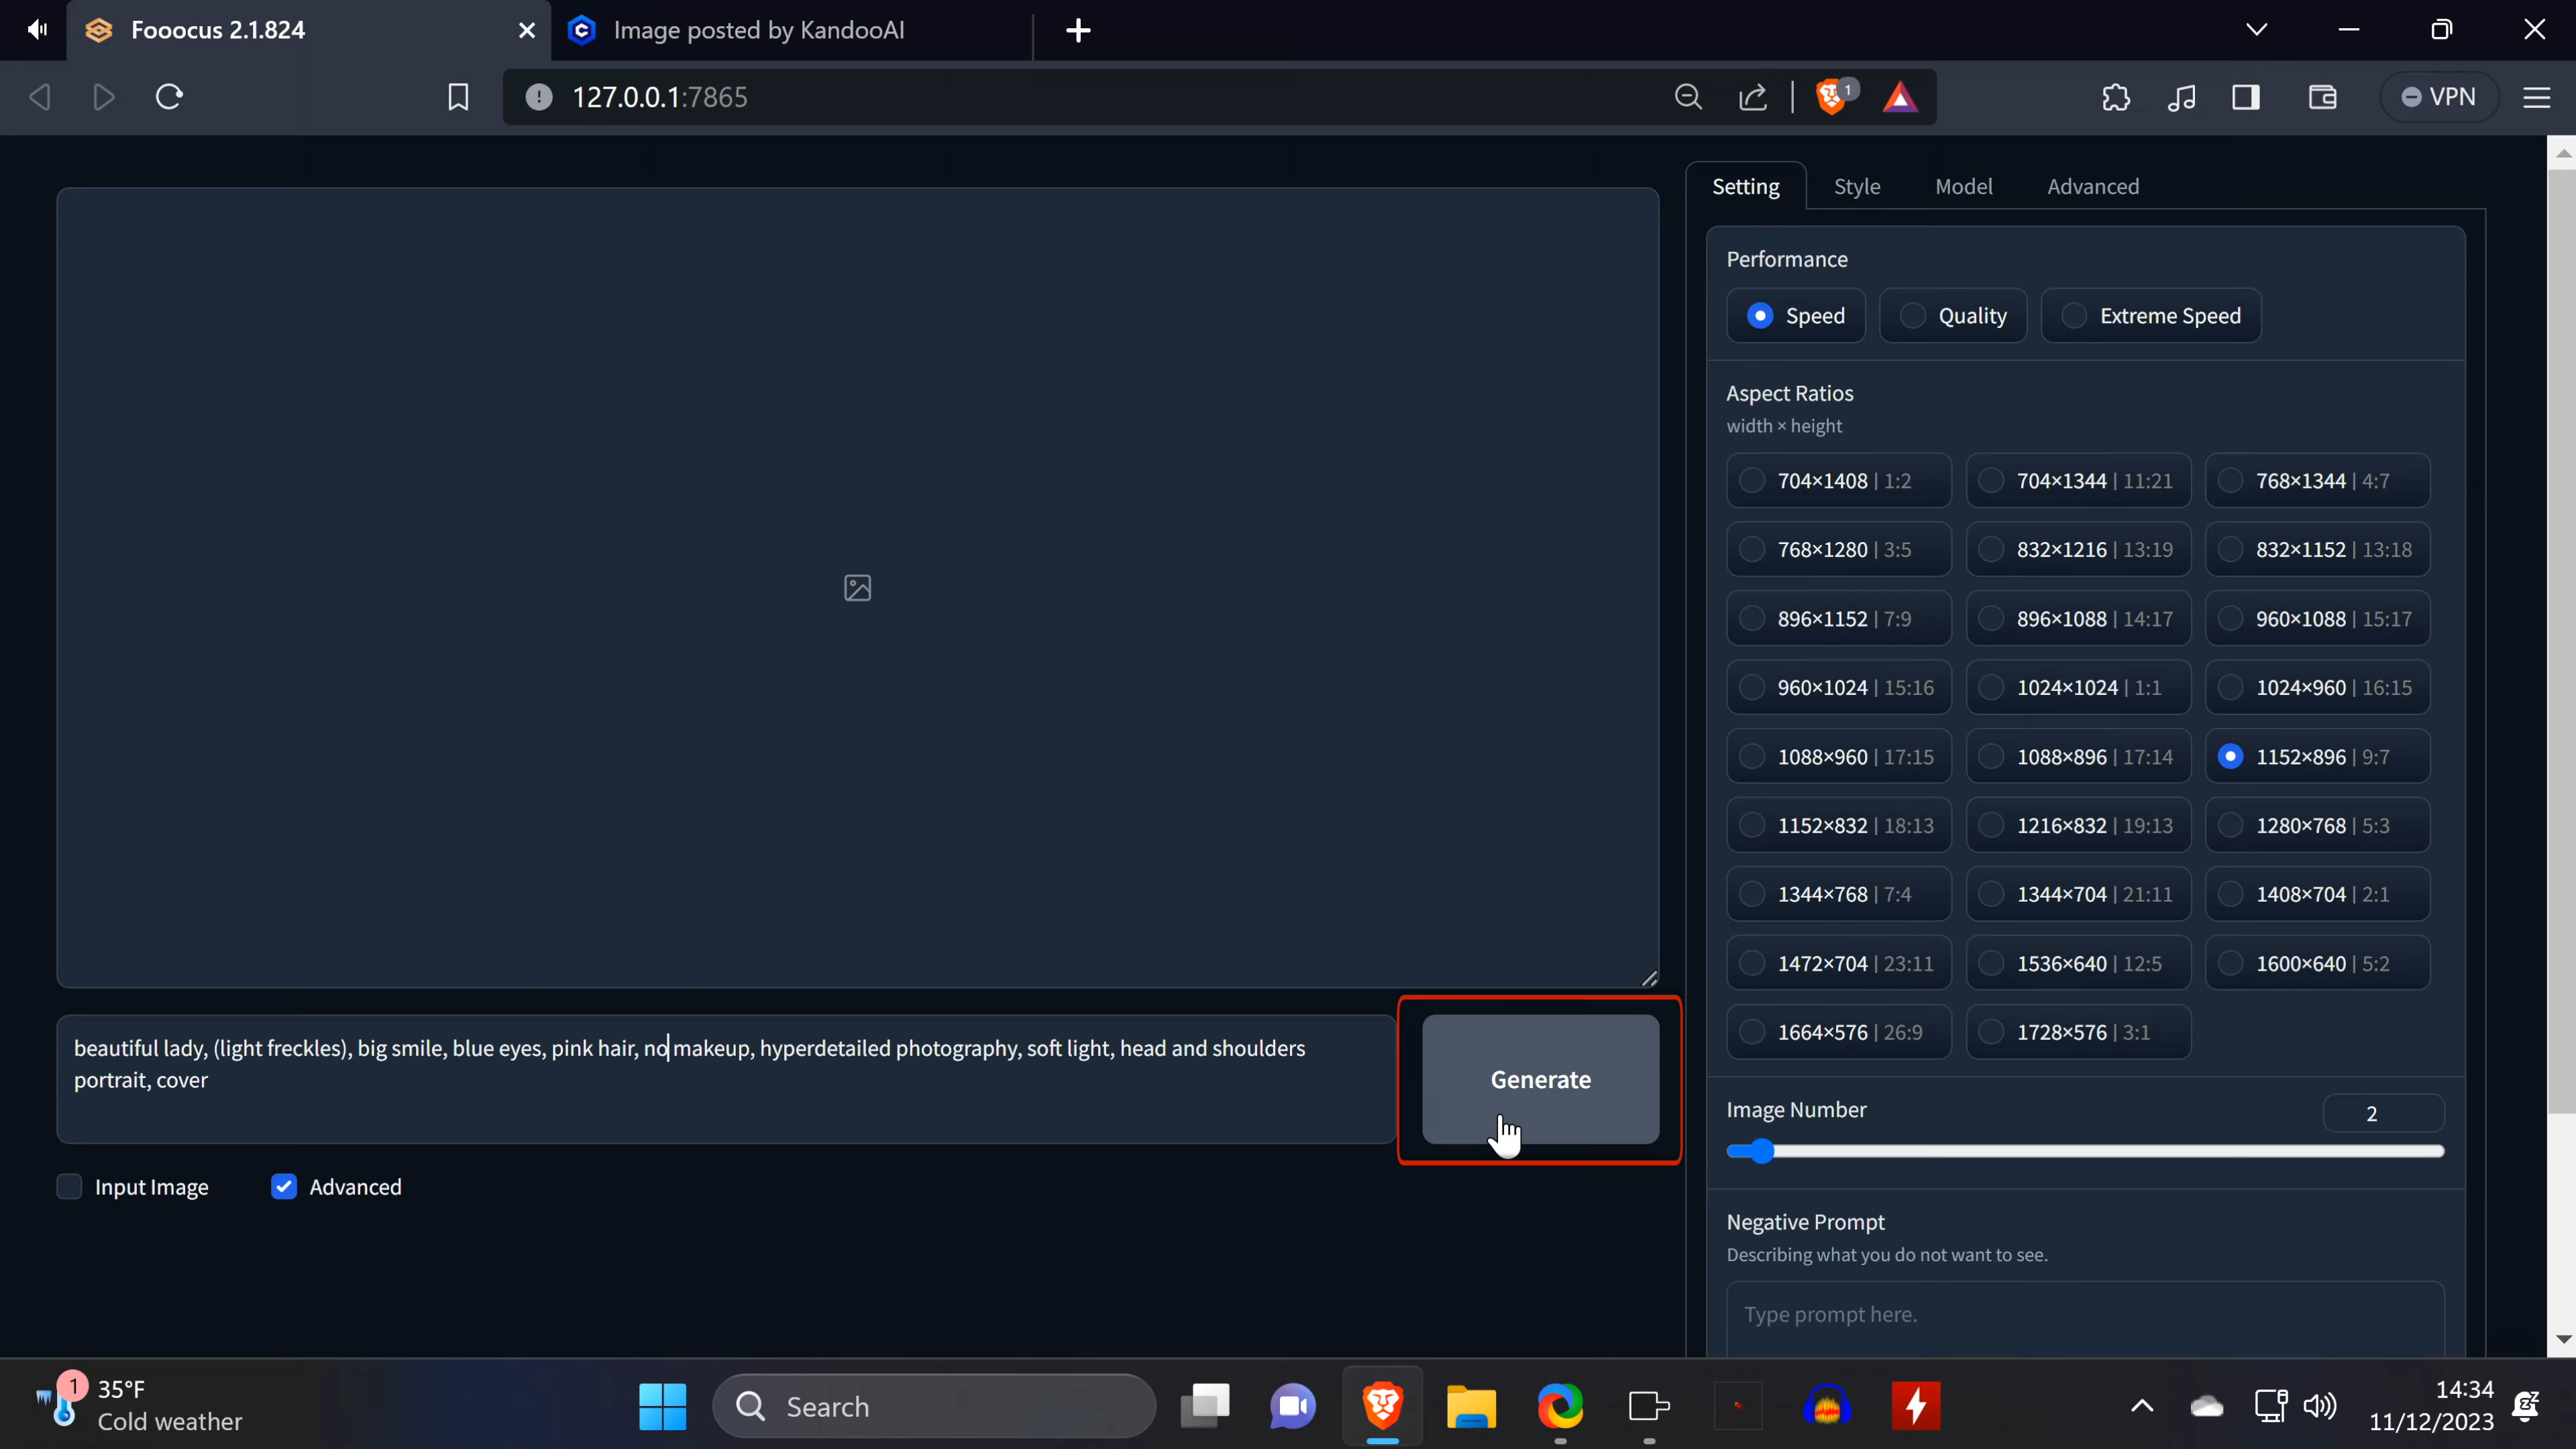 Fooocus 2.1.824
Image posted by KandooAI
127.0.0.1:7865
1
VPN
Setting Style Model Advanced
Performance
Speed Quality Extreme Speed
Aspect Ratios
width × height
704×1408 | 1:2 704×1344 | 11:21 768×1344 | 4:7
768×1280 | 3:5 832×1216 | 13:19 832×1152 | 13:18
896×1152 | 7:9 896×1088 | 14:17 960×1088 | 15:17
960×1024 | 15:16 1024×1024 | 1:1 1024×960 | 16:15
1088×960 | 17:15 1088×896 | 17:14 1152×896 | 9:7
1152×832 | 18:13 1216×832 | 19:13 1280×768 | 5:3
1344×768 | 7:4 1344×704 | 21:11 1408×704 | 2:1
1472×704 | 23:11 1536×640 | 12:5 1600×640 | 5:2
1664×576 | 26:9 1728×576 | 3:1
beautiful lady, (light freckles), big smile, blue eyes, pink hair, no makeup, hyperdetailed photography, soft light, head and shoulders
portrait, cover
Generate
Input Image Advanced
Image Number 2
Negative Prompt
Describing what you do not want to see.
Type prompt here.
1
35°F
Cold weather
Search
14:34
11/12/2023